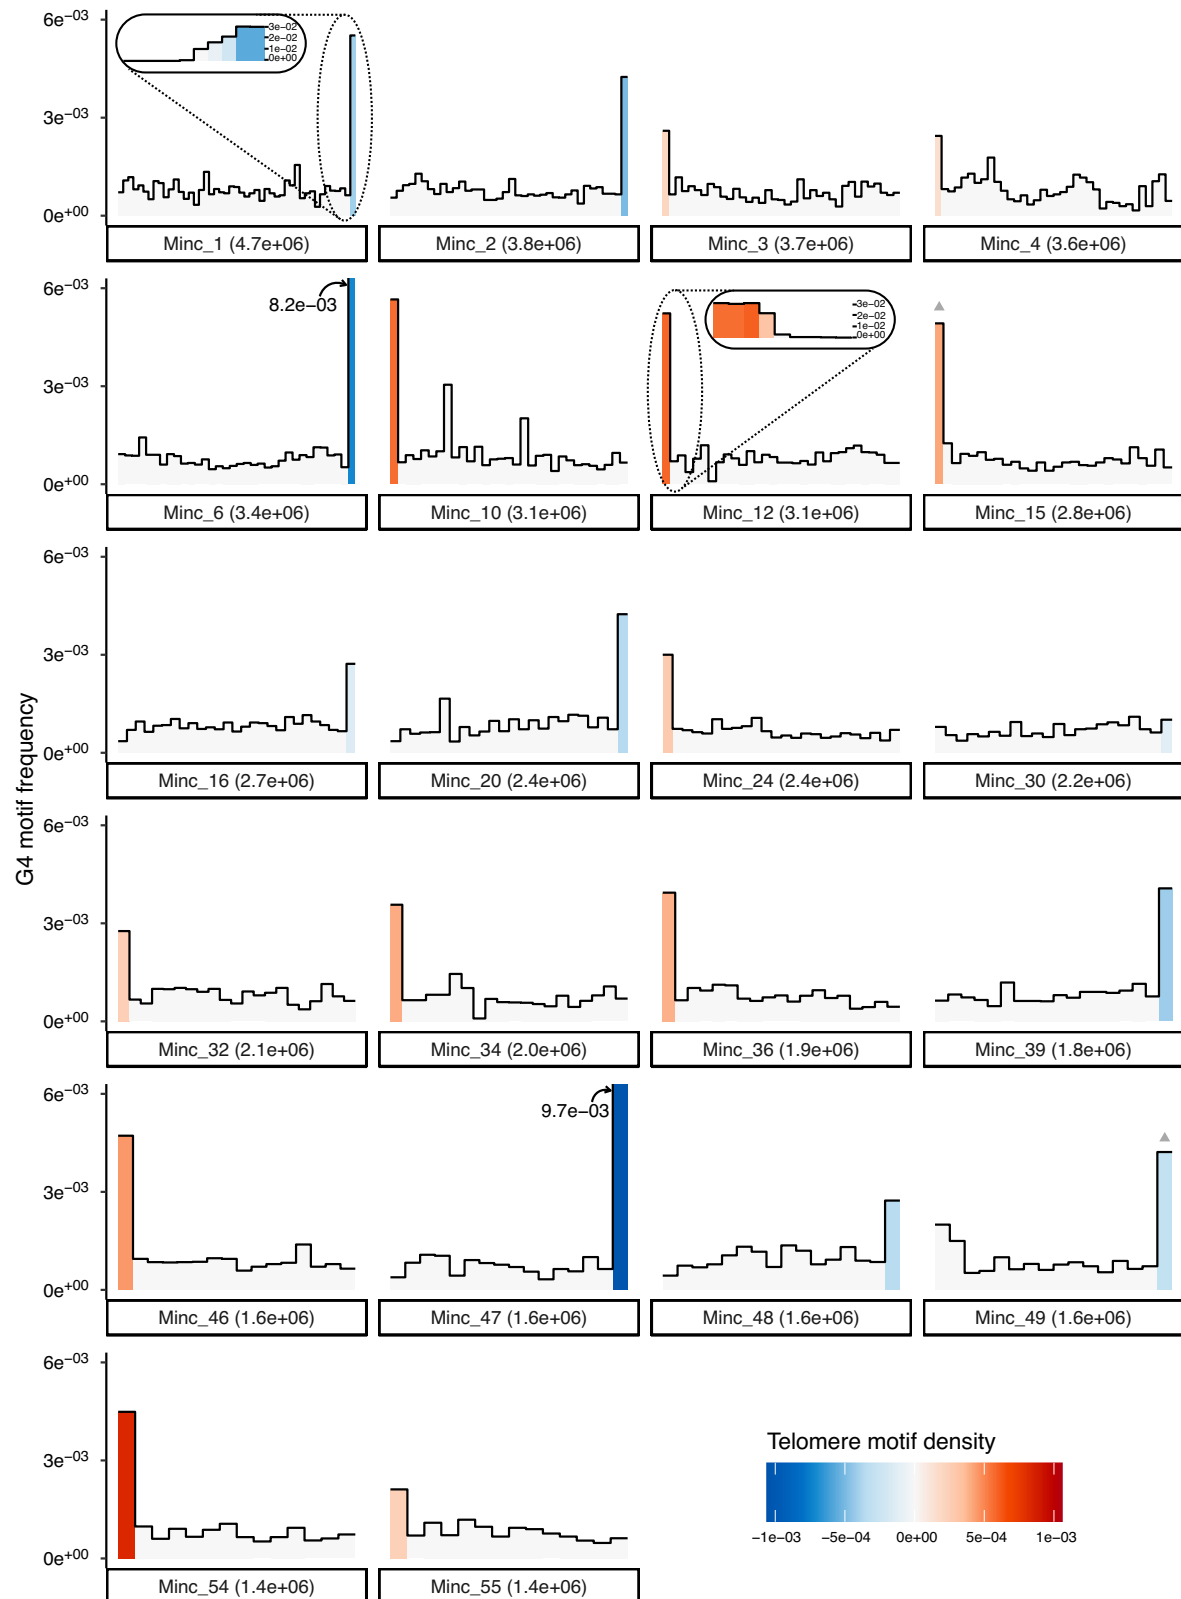 6e−03
3e−03
0e+00
3e−02
2e−02
1e−02
0e+00
Minc_1 (4.7e+06)
Minc_2 (3.8e+06)
Minc_3 (3.7e+06)
Minc_4 (3.6e+06)
6e−03
3e−03
0e+00
8.2e−03
3e−02
2e−02
1e−02
0e+00
Minc_6 (3.4e+06)
Minc_10 (3.1e+06)
Minc_12 (3.1e+06)
Minc_15 (2.8e+06)
6e−03
3e−03
0e+00
Minc_16 (2.7e+06)
Minc_20 (2.4e+06)
Minc_24 (2.4e+06)
Minc_30 (2.2e+06)
G4 motif frequency
6e−03
3e−03
0e+00
Minc_32 (2.1e+06)
Minc_34 (2.0e+06)
Minc_36 (1.9e+06)
Minc_39 (1.8e+06)
6e−03
3e−03
0e+00
9.7e−03
Minc_46 (1.6e+06)
Minc_47 (1.6e+06)
Minc_48 (1.6e+06)
Minc_49 (1.6e+06)
6e−03
3e−03
0e+00
Minc_54 (1.4e+06)
Minc_55 (1.4e+06)
Telomere motif density
−1e−03
−5e−04
0e+00
5e−04
1e−03